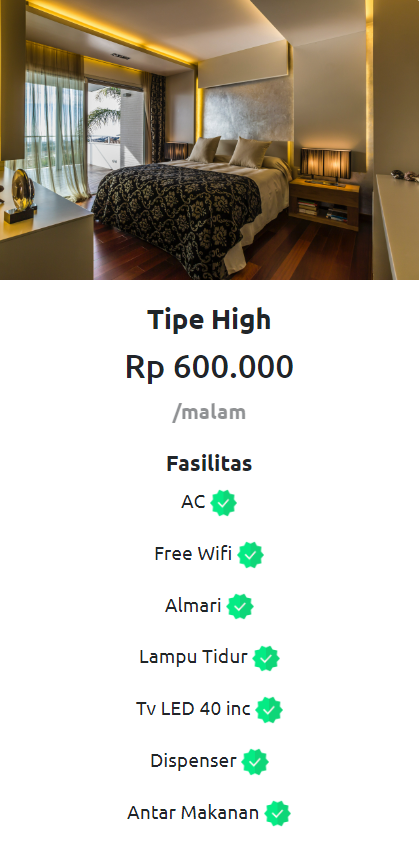 Tipe High
Rp 600.000
/malam
Fasilitas
AC
Free Wifi
Almari
Lampu Tidur
Tv LED 40 inc
Dispenser
Antar Makanan